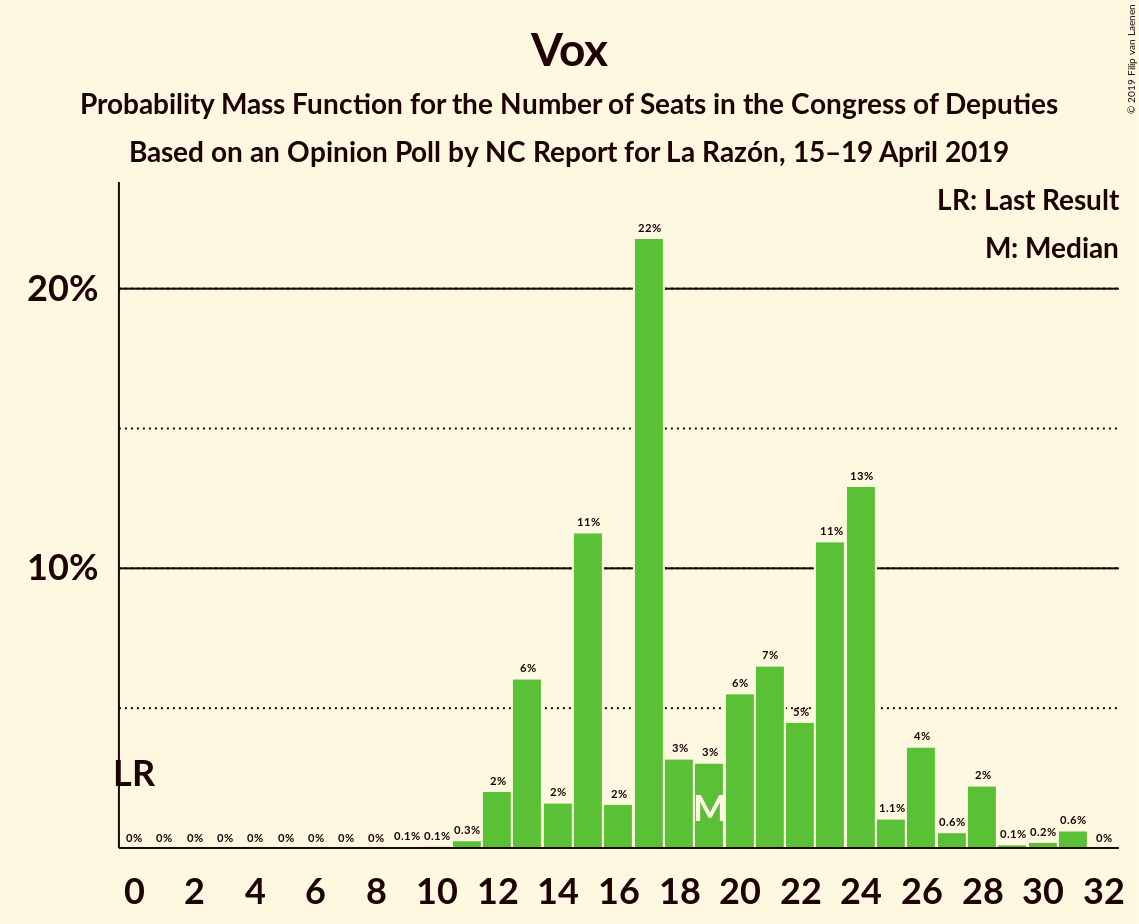 © 2019 Filip van Laenen
Vox
Probability Mass Function for the Number of Seats in the Congress of Deputies
Based on an Opinion Poll by NC Report for La Razón, 15–19 April 2019
LR: Last Result
M: Median
22%
20%
13%
11% 11%
10%
7%
6% 6%
5%
4%
3% 3%
LR
2% 2% 2% 2%
M
1.1%
0.6% 0.6%
0% 0% 0% 0% 0% 0% 0% 0% 0% 0.1% 0.1% 0.3% 0.1% 0.2% 0%
0 2 4 6 8 10 12 14 16 18 20 22 24 26 28 30 32